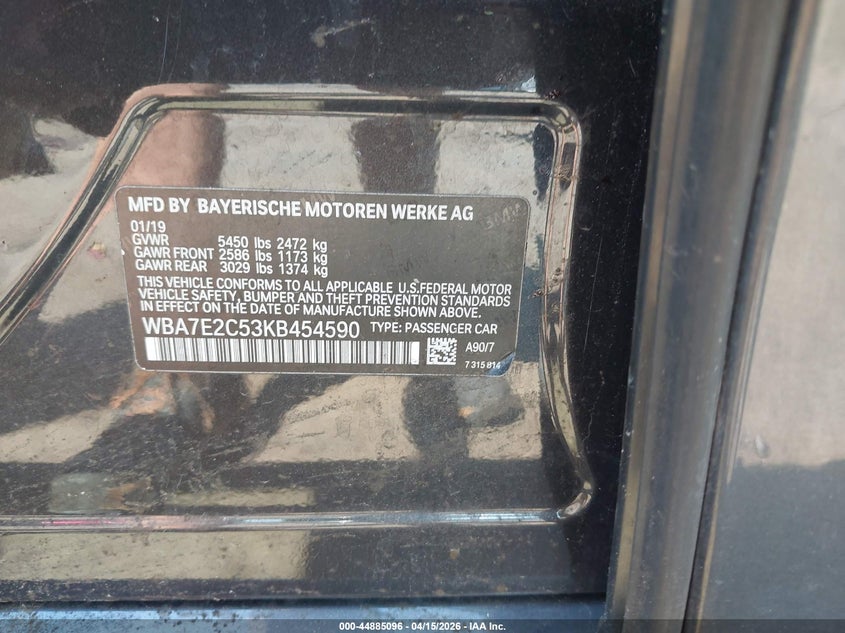 MFD BY BAYERISCHE MOTOREN WERKE AG
01/19
GVWR 5450 lbs 2472 kg
GAWR FRONT 2586 lbs 1173 kg
GAWR REAR 3029 lbs 1374 kg
THIS VEHICLE CONFORMS TO ALL APPLICABLE U.S.FEDERAL MOTOR
VEHICLE SAFETY, BUMPER AND THEFT PREVENTION STANDARDS
IN EFFECT ON THE DATE OF MANUFACTURE SHOWN ABOVE.
WBA7E2C53KB454590 TYPE: PASSENGER CAR
A90/7
7 315 814
000-44885096 - 04/15/2026 - IAA Inc.